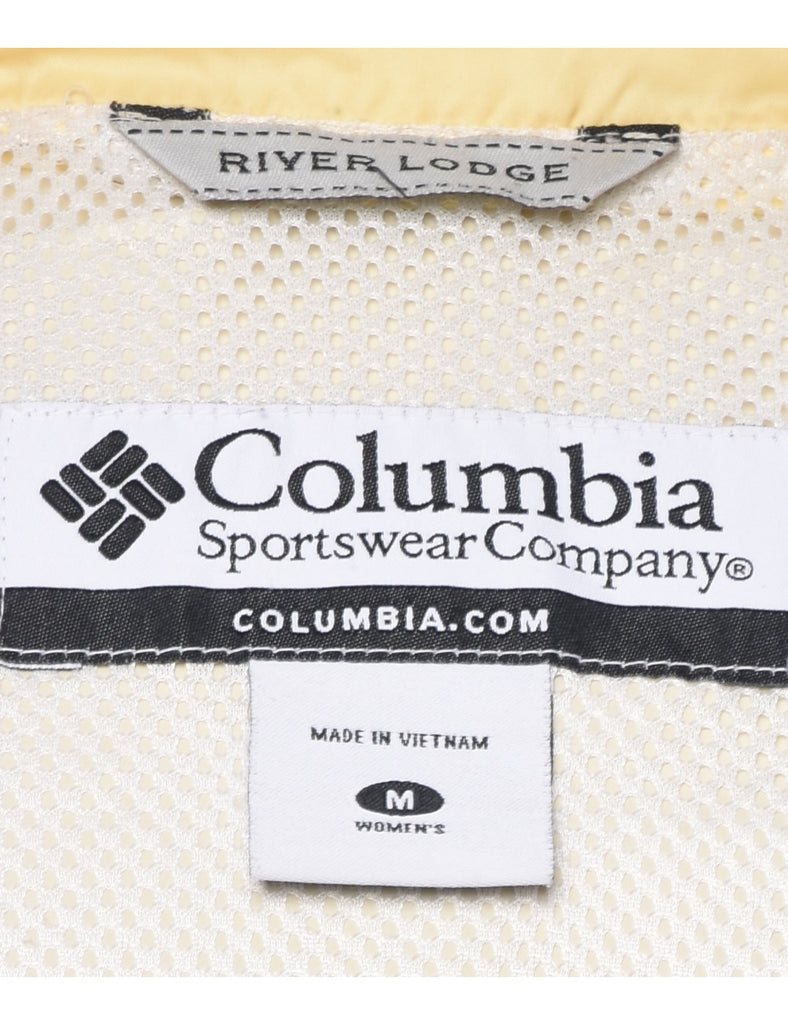 RIVER LODGE
Columbia
Sportswear Company®
COLUMBIA.COM
MADE IN VIETNAM
M
WOMEN'S